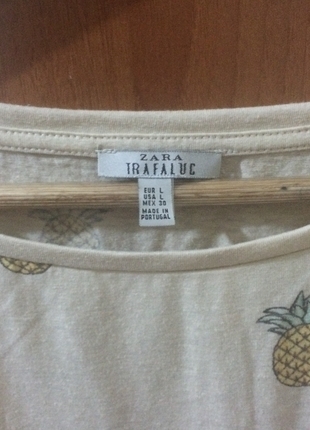 ZARA
TRAFALUC
EUR L
USA L
MEX 30
MADE IN
PORTUGAL